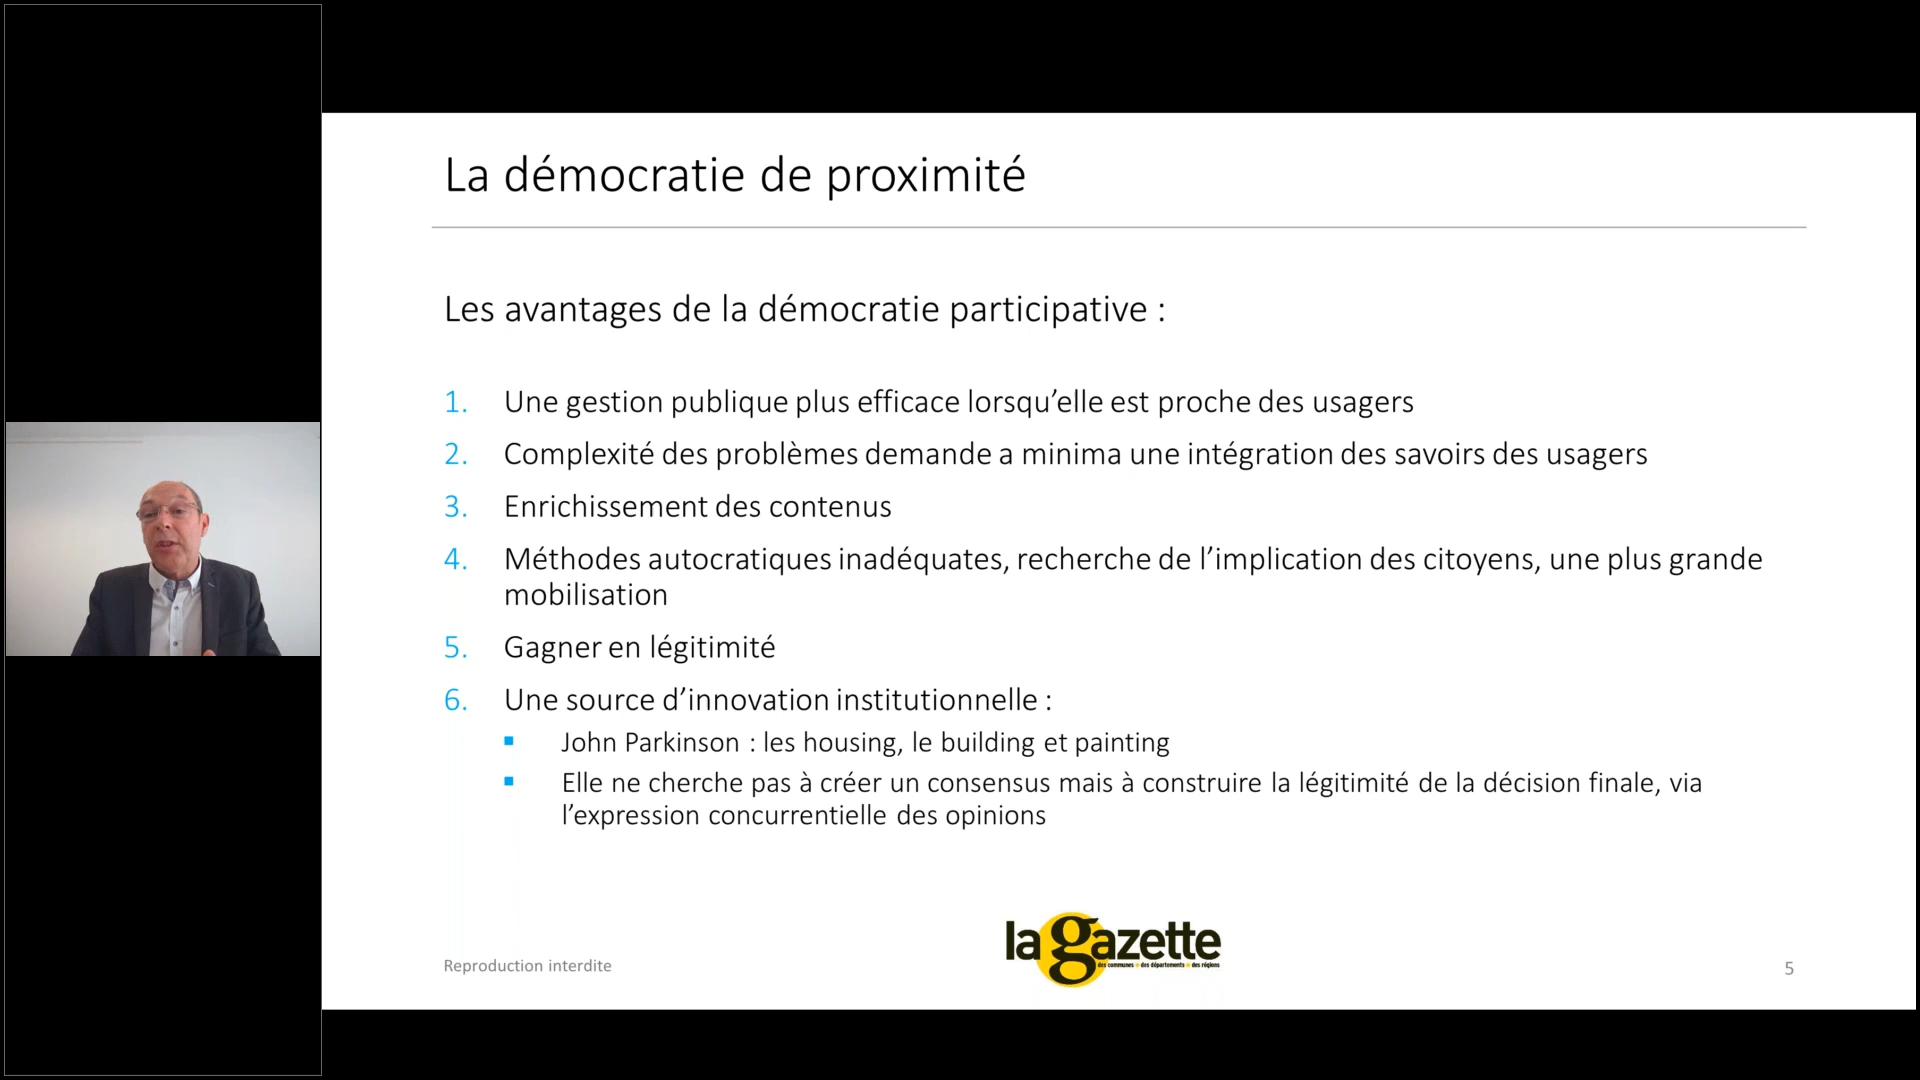 La démocratie de proximité
Les avantages de la démocratie participative :
1. Une gestion publique plus efficace lorsqu’elle est proche des usagers
2. Complexité des problèmes demande a minima une intégration des savoirs des usagers
3. Enrichissement des contenus
4. Méthodes autocratiques inadéquates, recherche de l’implication des citoyens, une plus grande
mobilisation
5. Gagner en légitimité
6. Une source d’innovation institutionnelle :
▪ John Parkinson : les housing, le building et painting
▪ Elle ne cherche pas à créer un consensus mais à construire la légitimité de la décision finale, via
l’expression concurrentielle des opinions
la gazette
des communes • des départements • des régions
Reproduction interdite
5